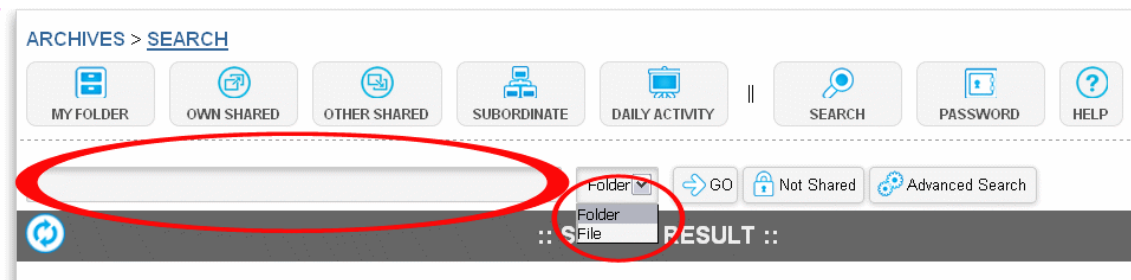 ARCHIVES > SEARCH
MY FOLDER OWN SHARED OTHER SHARED SUBORDINATE DAILY ACTIVITY || SEARCH PASSWORD HELP
Folder GO Not Shared Advanced Search
Folder
File
:: S RESULT ::